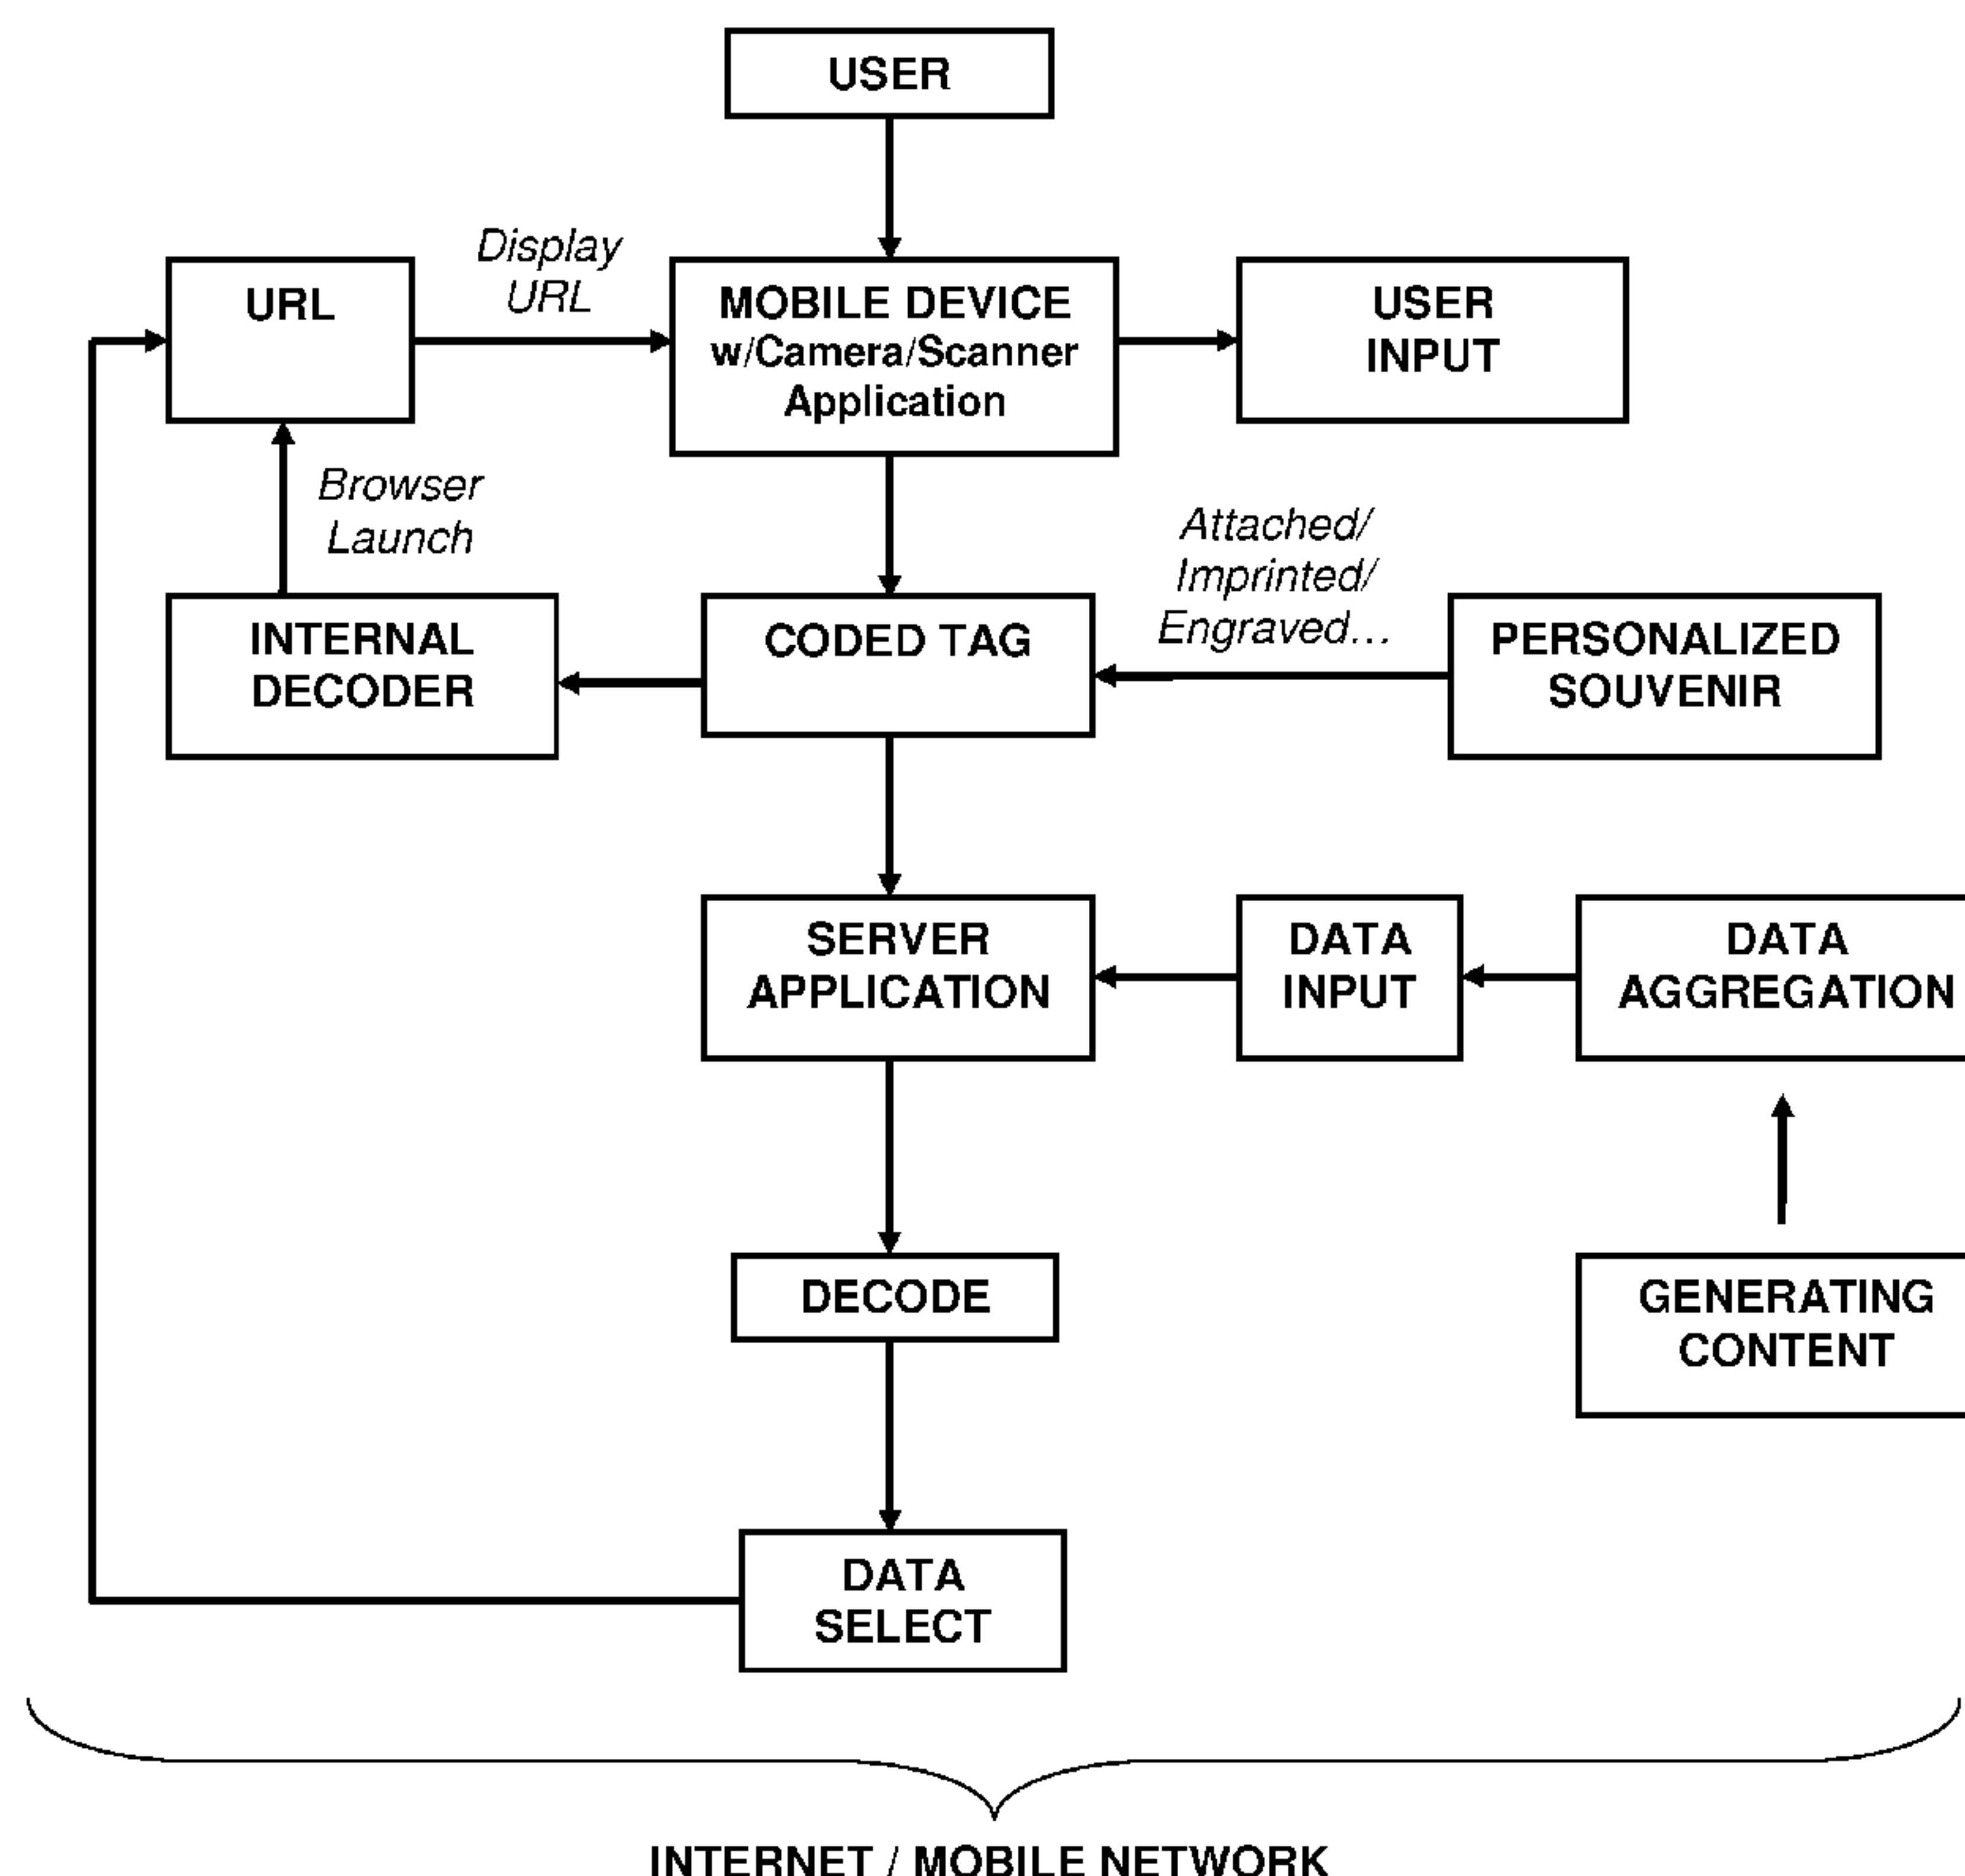 USER
Display
URL
URL
MOBILE DEVICE
w/Camera/Scanner
Application
USER
INPUT
Browser
Launch
Attached/
Imprinted/
Engraved...
INTERNAL
DECODER
CODED TAG
PERSONALIZED
SOUVENIR
SERVER
APPLICATION
DATA
INPUT
DATA
AGGREGATION
DECODE
GENERATING
CONTENT
DATA
SELECT
INTERNET / MOBILE NETWORK